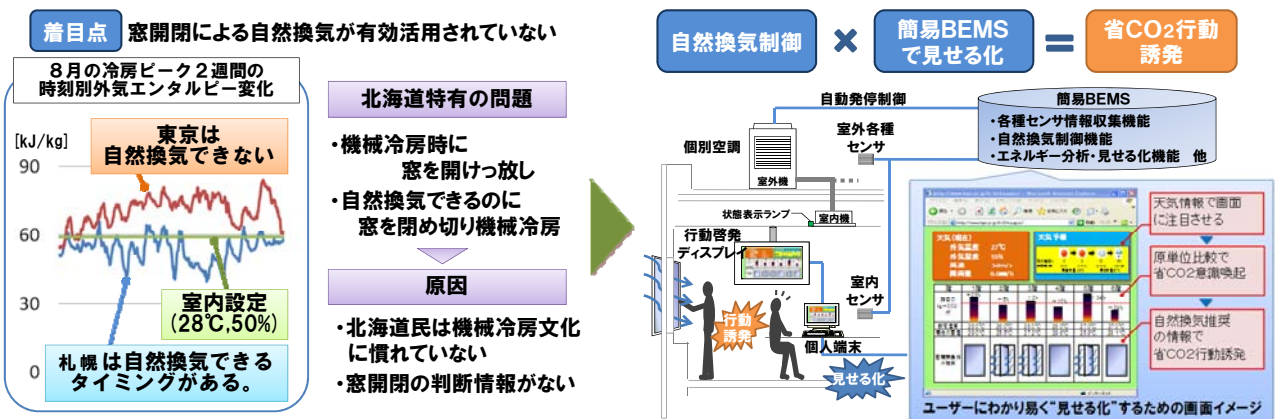 着目点 窓開閉による自然換気が有効活用されていない
8月の冷房ピーク2週間の
時刻別外気エンタルピー変化
[kJ/kg]
90
60
30
0
東京は
自然換気できない
室内設定
(28℃,50%)
札幌は自然換気できる
タイミングがある。
北海道特有の問題
・機械冷房時に
窓を開けっ放し
・自然換気できるのに
窓を閉め切り機械冷房
原因
・北海道民は機械冷房文化
に慣れていない
・窓開閉の判断情報がない
自然換気制御 × 簡易BEMS
で見せる化 = 省CO2行動
誘発
自動発停制御
簡易BEMS
・各種センサ情報収集機能
・自然換気制御機能
・エネルギー分析・見せる化機能 他
個別空調
室外機
室外各種
センサ
状態表示ランプ
室内機
行動啓発
ディスプレイ
室内
センサ
行動
誘発
個人端末
見せる化
天気(現在)
天気予報
外気温度 27℃
天気情報で画面
に注目させる
原単位比較で
省CO2意識喚起
自然換気推奨
の情報で
省CO2行動誘発
ユーザーにわかり易く“見せる化”するための画面イメージ